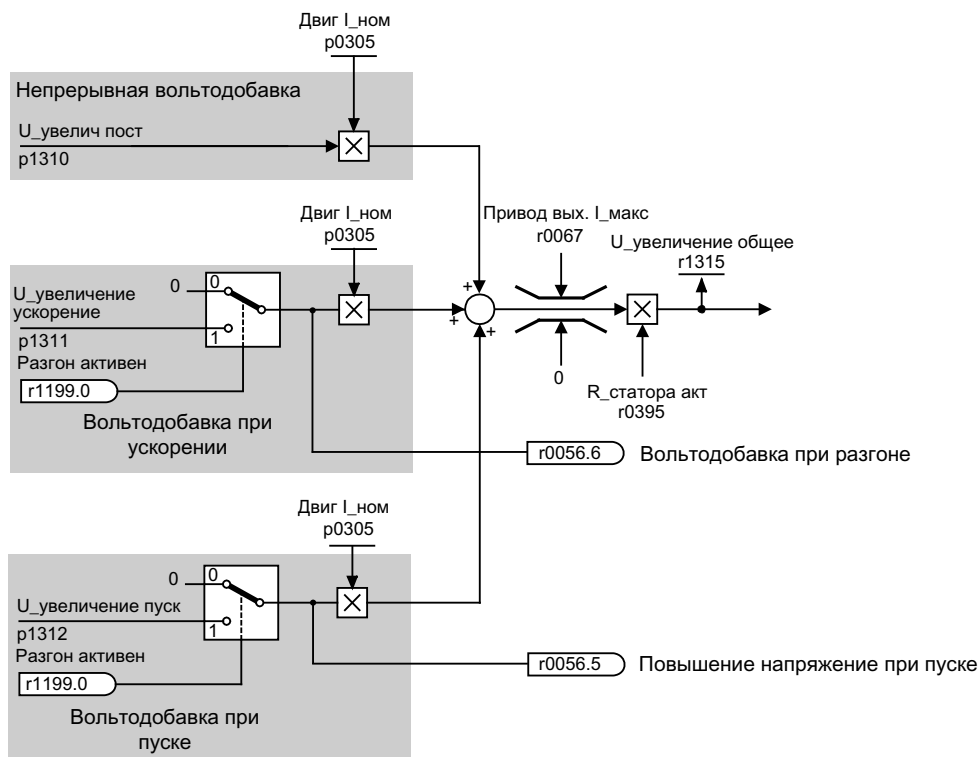 Двиг I_ном
p0305
Непрерывная вольтодобавка
U_увелич пост
p1310
Двиг I_ном
p0305
Привод вых. I_макс
r0067
U_увеличение общее
r1315
0
0
U_увеличение
ускорение
p1311
1
Разгон активен
r1199.0
Вольтодобавка при
ускорении
+
+
+
0
R_статора акт
r0395
r0056.6
Вольтодобавка при разгоне
Двиг I_ном
p0305
0
0
U_увеличение пуск
p1312
1
Разгон активен
r1199.0
Вольтодобавка при
пуске
r0056.5
Повышение напряжение при пуске